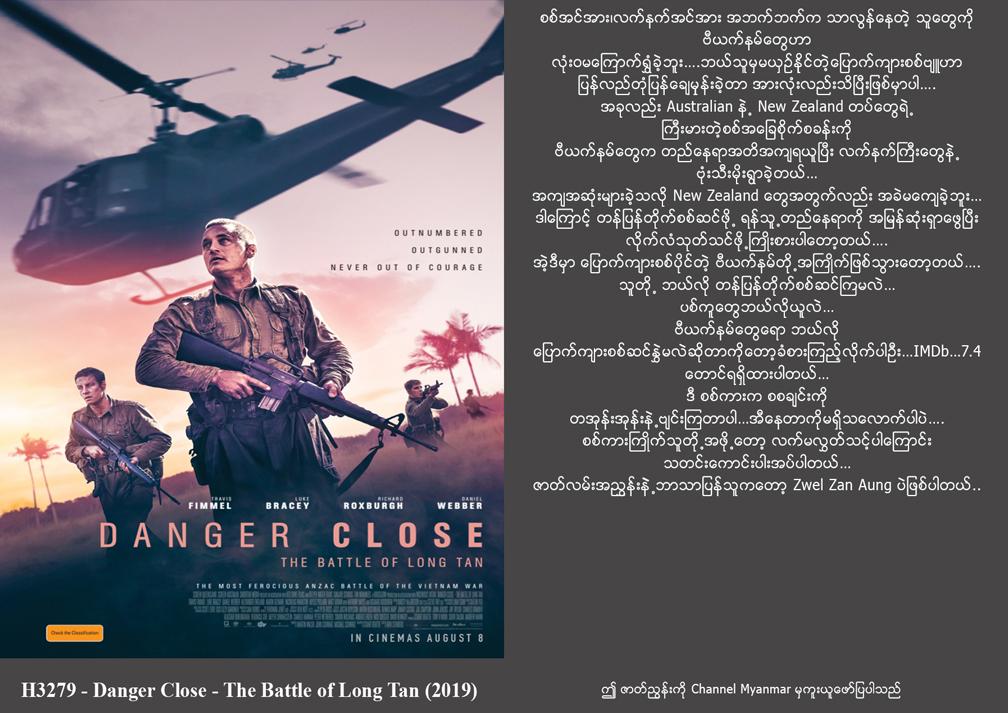 OUTNUMBERED
OUTGUNNED
NEVER OUT OF COURAGE
TRAVIS FIMMEL LUKE BRACEY RICHARD ROXBURGH DANIEL WEBBER
DANGER CLOSE
THE BATTLE OF LONG TAN
THE MOST FEROCIOUS ANZAC BATTLE OF THE VIETNAM WAR
Check the Classification
IN CINEMAS AUGUST 8
H3279 - Danger Close - The Battle of Long Tan (2019)
စစ်အင်အား၊လက်နက်အင်အား အဘက်ဘက်က သာလွန်နေတဲ့ သူတွေကို
ဗီယက်နမ်တွေဟာ
လုံးဝမကြောက်ရွှံ့ခဲ့ဘူး....ဘယ်သူမှမယှဉ်နိုင်တဲ့ပြောက်ကျားစစ်ဗျူဟာ
ပြန်လည်တုံ့ပြန်ချေမှုန်းခဲ့တာ အားလုံးလည်းသိပြီးဖြစ်မှာပါ....
အခုလည်း Australian နဲ့ New Zealand တပ်တွေရဲ့
ကြီးမားတဲ့စစ်အခြေစိုက်စခန်းကို
ဗီယက်နမ်တွေက တည်နေရာအတိအကျရယူပြီး လက်နက်ကြီးတွေနဲ့
ဗုံးသီးမိုးရွာခဲ့တယ်...
အကျအဆုံးများခဲ့သလို New Zealand တွေအတွက်လည်း အခဲမကျေခဲ့ဘူး...
ဒါကြောင့် တန်ပြန်တိုက်စစ်ဆင်ဖို့ ရန်သူ့တည်နေရာကို အမြန်ဆုံးရှာဖွေပြီး
လိုက်လံသုတ်သင်ဖို့ကြိုးစားပါတော့တယ်....
အဲ့ဒီမှာ ပြောက်ကျားစစ်ပိုင်တဲ့ ဗီယက်နမ်တို့အကြိုက်ဖြစ်သွားတော့တယ်....
သူတို့ ဘယ်လို တန်ပြန်တိုက်စစ်ဆင်ကြမလဲ...
ပစ်ကူတွေဘယ်လိုယူလဲ...
ဗီယက်နမ်တွေရော ဘယ်လို
ပြောက်ကျားစစ်ဆင်နွှဲမလဲဆိုတာကိုတော့ခံစားကြည့်လိုက်ပါဦး...IMDb...7.4
တောင်ရရှိထားပါတယ်...
ဒီ စစ်ကားက စစချင်းကို
တအုန်းအုန်းနဲ့ဗျင်းကြတာပါ...အီနေတာကိုမရှိသလောက်ပါပဲ....
စစ်ကားကြိုက်သူတို့အဖို့တော့ လက်မလွှတ်သင့်ပါကြောင်း
သတင်းကောင်းပါးအပ်ပါတယ်...
ဇာတ်လမ်းအညွှန်းနဲ့ဘာသာပြန်သူကတော့ Zwel Zan Aung ပဲဖြစ်ပါတယ်..
ဤ ဇာတ်ညွှန်းကို Channel Myanmar မှကူးယူဖော်ပြပါသည်